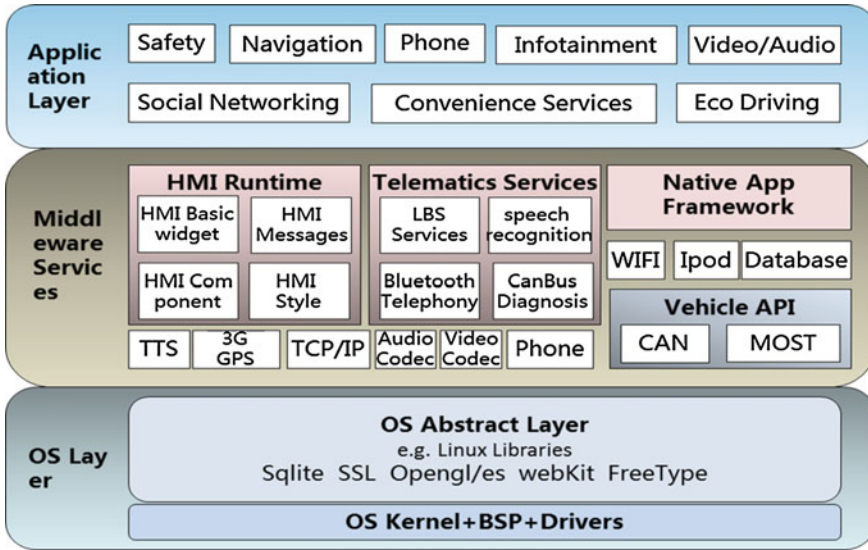 Applic
ation
Layer
Safety
Navigation
Phone
Infotainment
Video/Audio
Social Networking
Convenience Services
Eco Driving
Middl
eware
Servic
es
HMI Runtime
HMI Basic
widget
HMI
Messages
HMI Com
ponent
HMI
Style
Telematics Services
LBS
Services
speech
recognition
Bluetooth
Telephony
CanBus
Diagnosis
Native App
Framework
WIFI
Ipod
Database
Vehicle API
CAN
MOST
TTS
3G
GPS
TCP/IP
Audio
Codec
Video
Codec
Phone
OS Lay
er
OS Abstract Layer
e.g. Linux Libraries
Sqlite SSL Opengl/es webKit FreeType
OS Kernel+BSP+Drivers